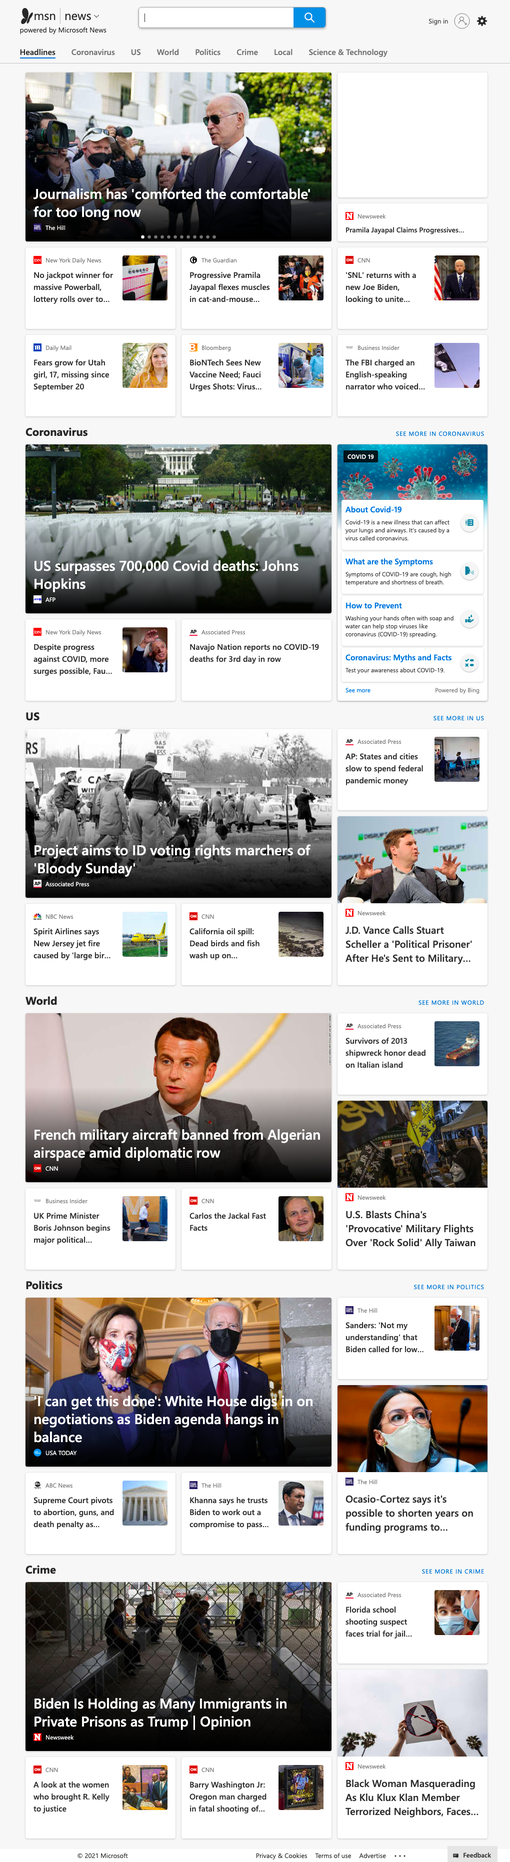 msn | news
powered by Microsoft News
Sign in
Headlines Coronavirus US World Politics Crime Local Science & Technology
Journalism has 'comforted the comfortable'
for too long now
The Hill
Newsweek
Pramila Jayapal Claims Progressives...
New York Daily News
No jackpot winner for
massive Powerball,
lottery rolls over to...
The Guardian
Progressive Pramila
Jayapal flexes muscles
in cat-and-mouse...
CNN
'SNL' returns with a
new Joe Biden,
looking to unite...
Daily Mail
Fears grow for Utah
girl, 17, missing since
September 20
Bloomberg
BioNTech Sees New
Vaccine Need; Fauci
Urges Shots: Virus...
Business Insider
The FBI charged an
English-speaking
narrator who voiced...
Coronavirus
SEE MORE IN CORONAVIRUS
US surpasses 700,000 Covid deaths: Johns
Hopkins
AFP
COVID 19
About Covid-19
Covid-19 is a new illness that can affect
your lungs and airways. It's caused by a
virus called coronavirus.
What are the Symptoms
Symptoms of COVID-19 are cough, high
temperature and shortness of breath.
How to Prevent
Washing your hands often with soap and
water can help stop viruses like
coronavirus (COVID-19) spreading.
Coronavirus: Myths and Facts
Test your awareness about COVID-19.
See more
Powered by Bing
New York Daily News
Despite progress
against COVID, more
surges possible, Fau...
Associated Press
Navajo Nation reports no COVID-19
deaths for 3rd day in row
US
SEE MORE IN US
Project aims to ID voting rights marchers of
'Bloody Sunday'
Associated Press
Associated Press
AP: States and cities
slow to spend federal
pandemic money
Newsweek
J.D. Vance Calls Stuart
Scheller a 'Political Prisoner'
After He's Sent to Military...
NBC News
Spirit Airlines says
New Jersey jet fire
caused by 'large bir...
CNN
California oil spill:
Dead birds and fish
wash up on...
World
SEE MORE IN WORLD
French military aircraft banned from Algerian
airspace amid diplomatic row
CNN
Associated Press
Survivors of 2013
shipwreck honor dead
on Italian island
Newsweek
U.S. Blasts China's
'Provocative' Military Flights
Over 'Rock Solid' Ally Taiwan
Business Insider
UK Prime Minister
Boris Johnson begins
major political...
CNN
Carlos the Jackal Fast
Facts
Politics
SEE MORE IN POLITICS
'I can get this done': White House digs in on
negotiations as Biden agenda hangs in
balance
USA TODAY
The Hill
Sanders: 'Not my
understanding' that
Biden called for low...
The Hill
Ocasio-Cortez says it's
possible to shorten years on
funding programs to...
ABC News
Supreme Court pivots
to abortion, guns, and
death penalty as...
The Hill
Khanna says he trusts
Biden to work out a
compromise to pass...
Crime
SEE MORE IN CRIME
Biden Is Holding as Many Immigrants in
Private Prisons as Trump | Opinion
Newsweek
Associated Press
Florida school
shooting suspect
faces trial for jail...
Newsweek
Black Woman Masquerading
As Klu Klux Klan Member
Terrorized Neighbors, Faces...
CNN
A look at the women
who brought R. Kelly
to justice
CNN
Barry Washington Jr:
Oregon man charged
in fatal shooting of...
© 2021 Microsoft
Privacy & Cookies Terms of use Advertise ...
Feedback